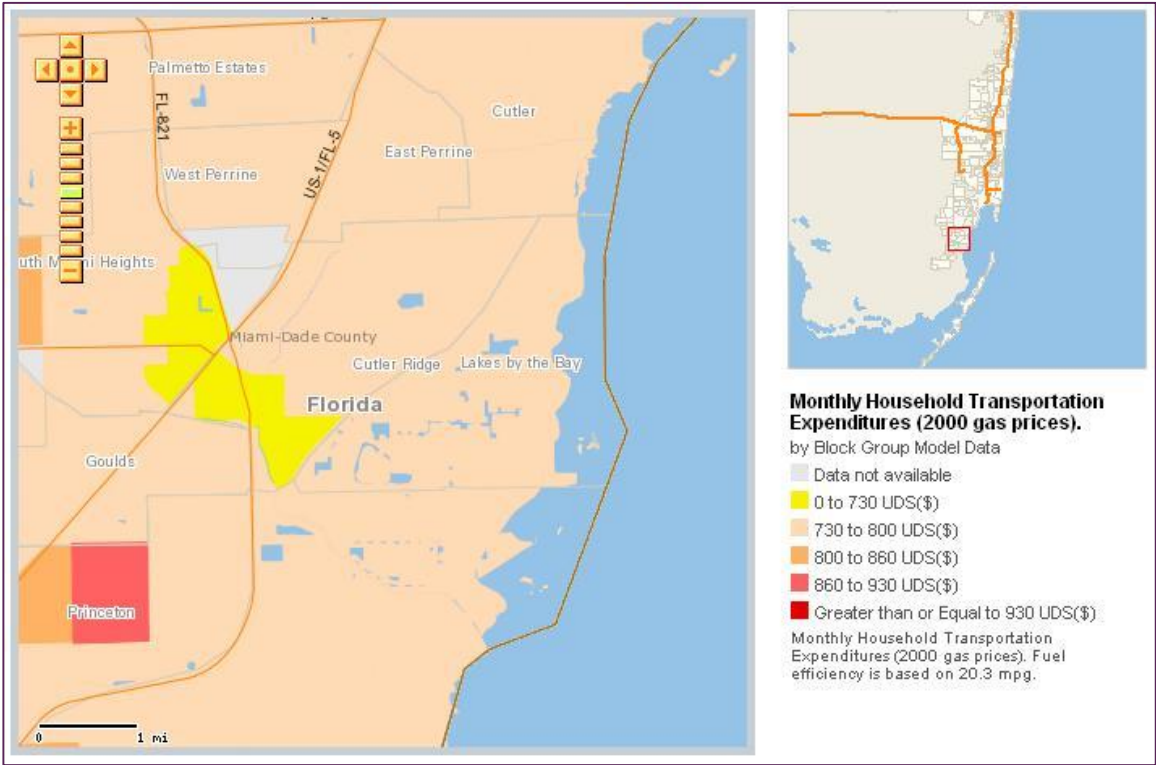 Palmetto Estates
Cutler
FL-821
US-1/FL-5
East Perrine
West Perrine
uth Miami Heights
Miami-Dade County
Cutler Ridge
Lakes by the Bay
Florida
Goulds
Princeton
0 1 mi
Monthly Household Transportation
Expenditures (2000 gas prices).
by Block Group Model Data
Data not available
0 to 730 UDS($)
730 to 800 UDS($)
800 to 860 UDS($)
860 to 930 UDS($)
Greater than or Equal to 930 UDS($)
Monthly Household Transportation
Expenditures (2000 gas prices). Fuel
efficiency is based on 20.3 mpg.